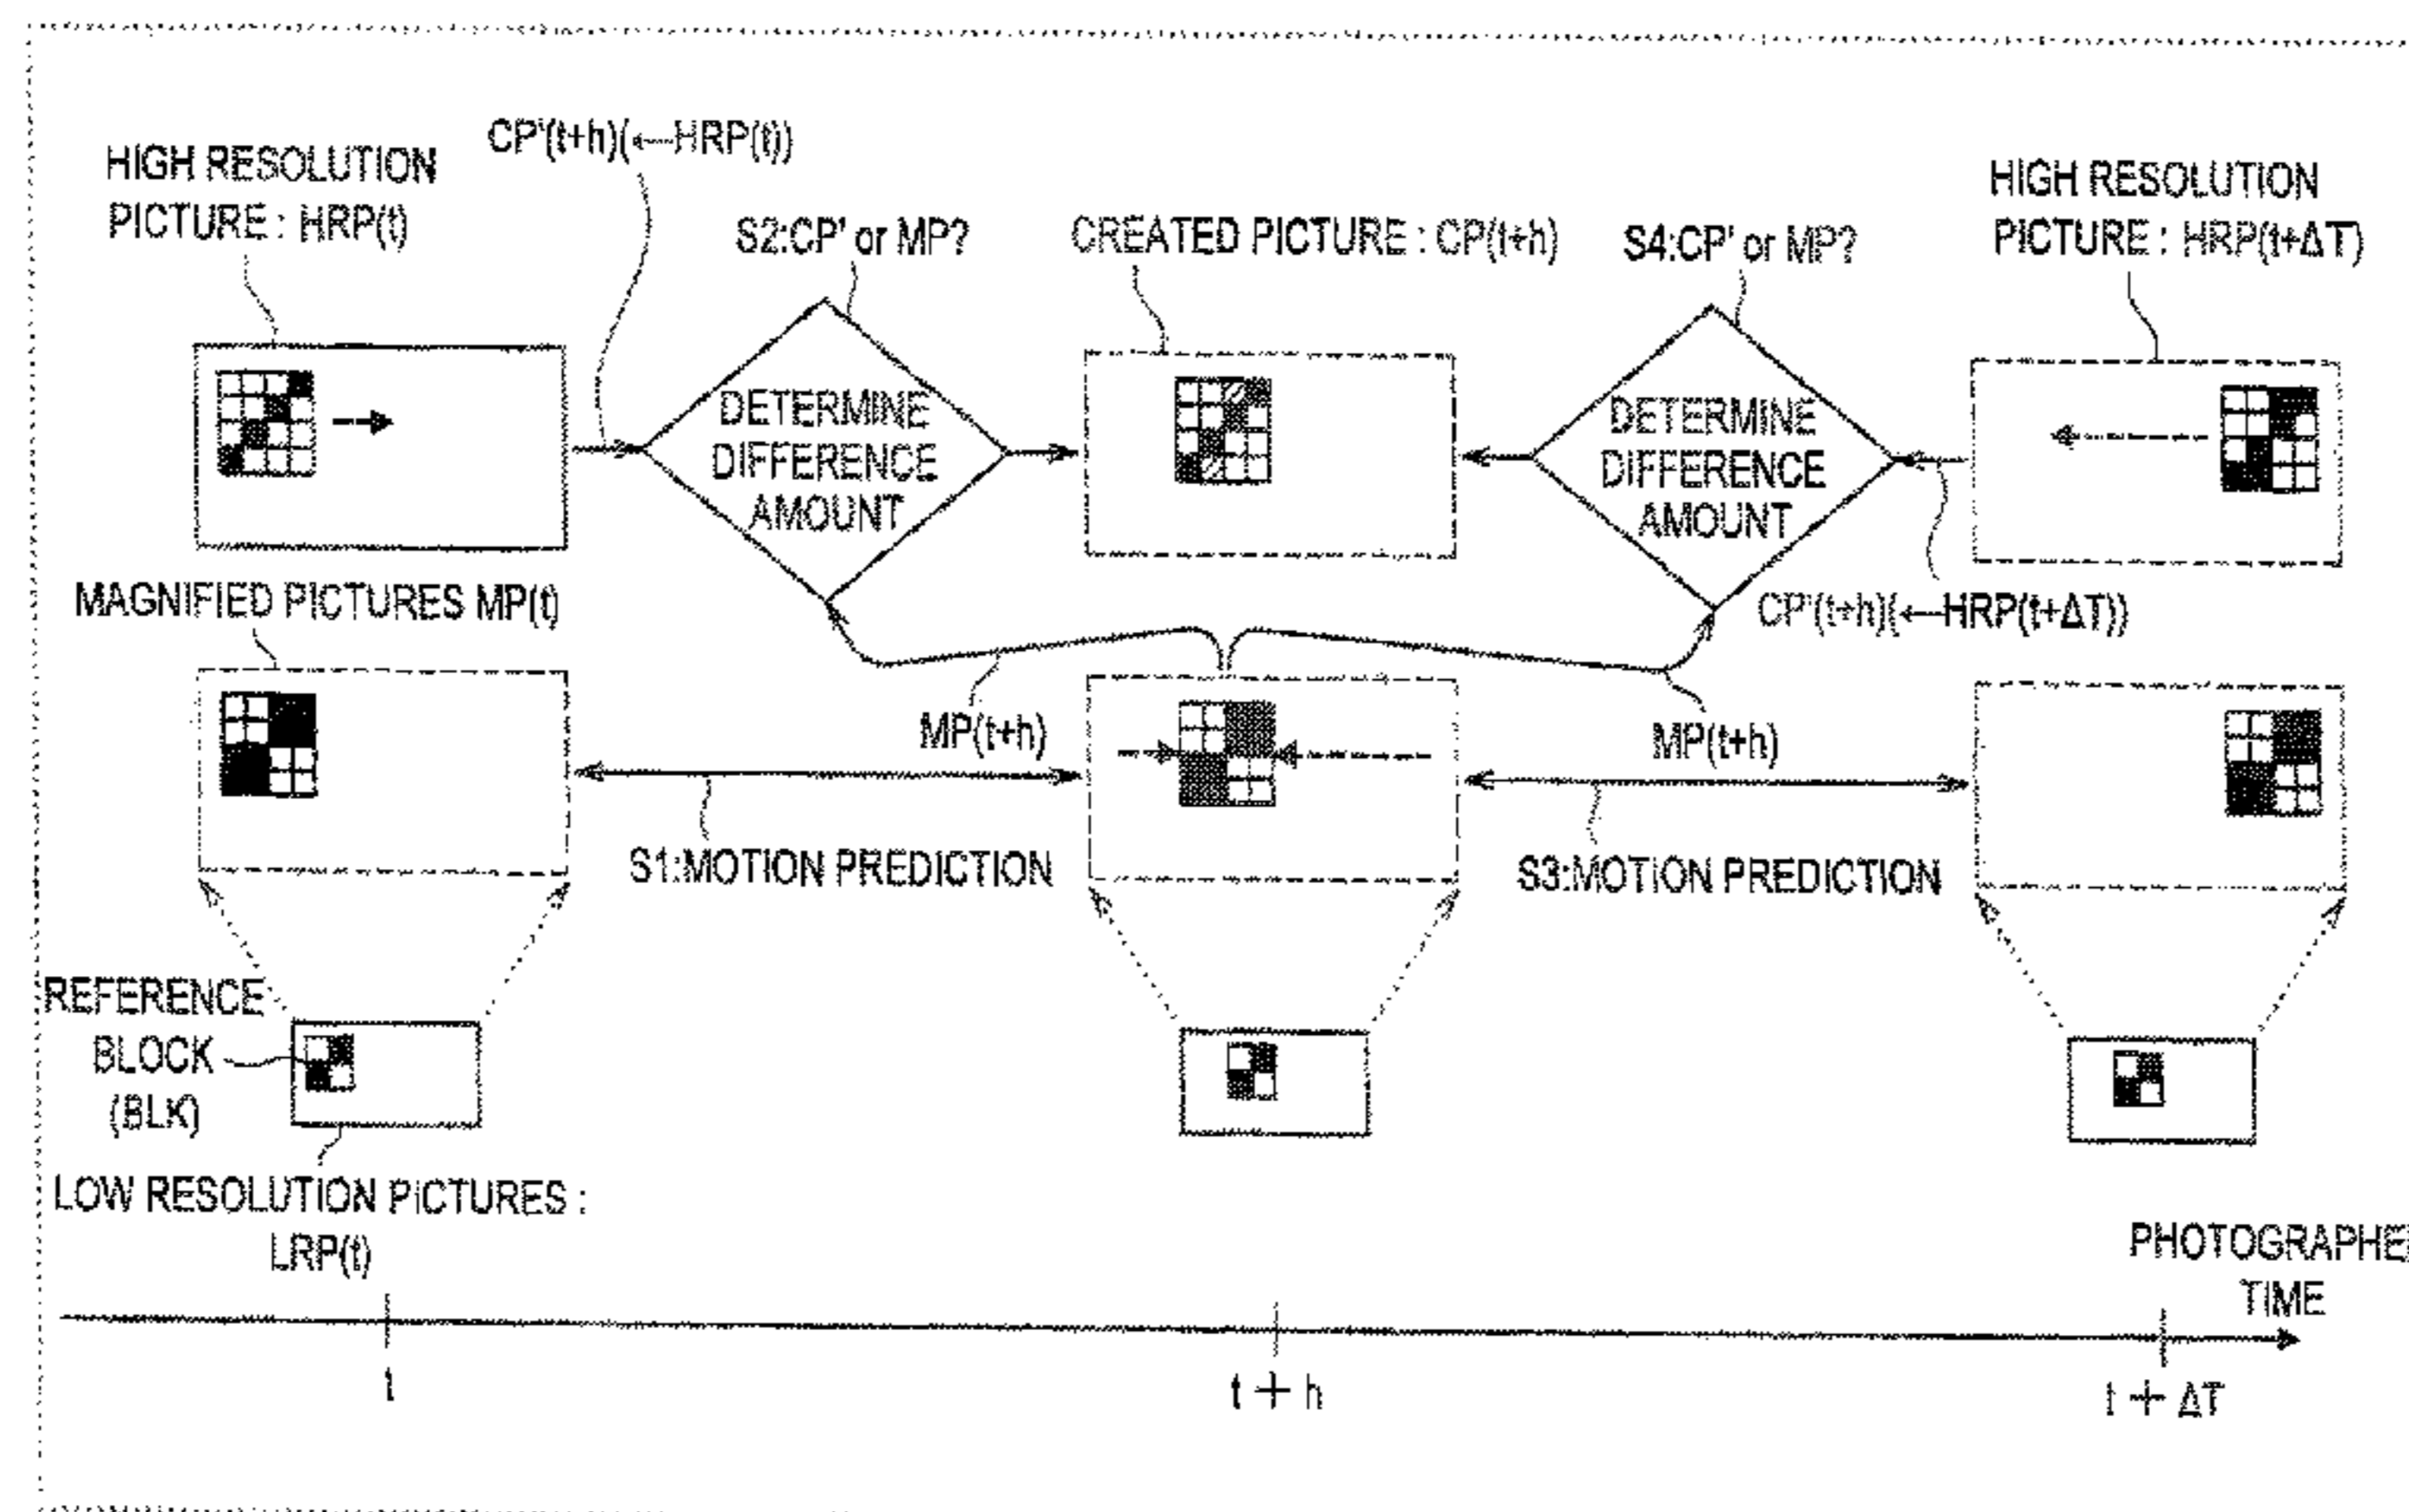 CP'(t+h)(←HRP(t))
HIGH RESOLUTION
PICTURE : HRP(t)
S2:CP' or MP?
CREATED PICTURE : CP(t+h)
S4:CP' or MP?
HIGH RESOLUTION
PICTURE : HRP(t+ΔT)
DETERMINE
DIFFERENCE
AMOUNT
DETERMINE
DIFFERENCE
AMOUNT
MAGNIFIED PICTURES MP(t)
CP'(t+h)(←HRP(t+ΔT))
MP(t+h)
MP(t+h)
S1:MOTION PREDICTION
S3:MOTION PREDICTION
REFERENCE
BLOCK
(BLK)
LOW RESOLUTION PICTURES :
LRP(t)
PHOTOGRAPHE
TIME
t
t + h
t + ΔT